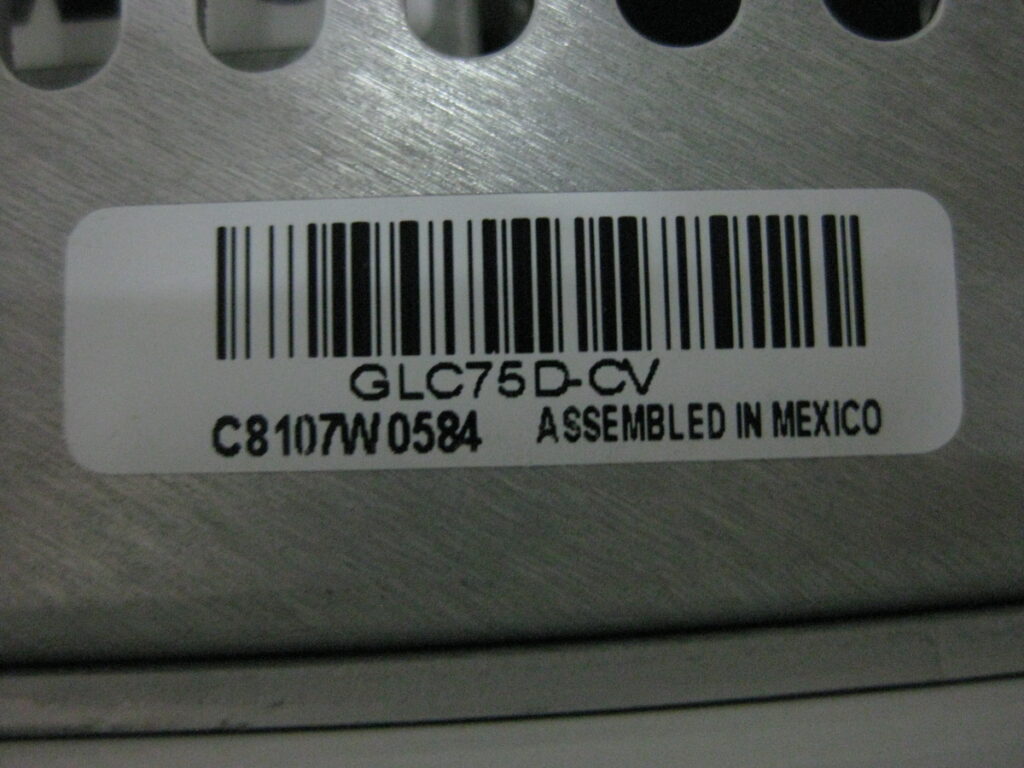 GLC75D-CV
C8107W0584 ASSEMBLED IN MEXICO